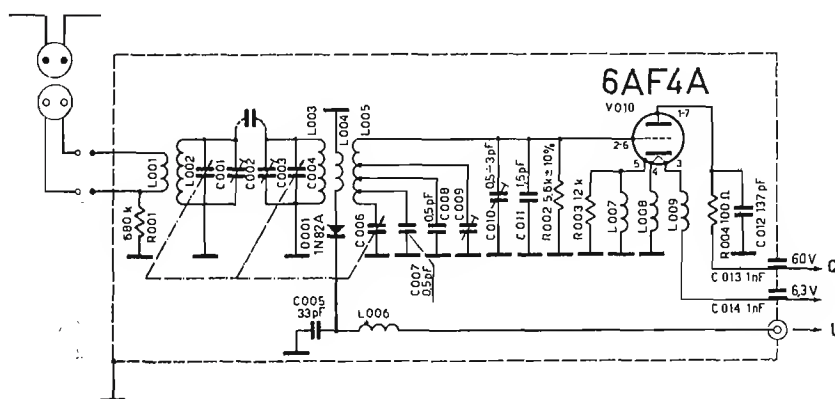 6AF4A
V010
1-7
2-6
5
4
3
L001
L002
C001
C002
C003
C004
L003
L004
L005
680 k
R001
D001
1N82A
C006
C007
0,5pF
C008
0,5pF
C009
C010
0,5÷3pF
C011
1,5pF
R002 5,6k ± 10%
R003 12 k
L007
L008
L009
R004 100Ω
C012 137 pF
C013 1nF
60V
C014 1nF
6,3V
C005
33pF
L006